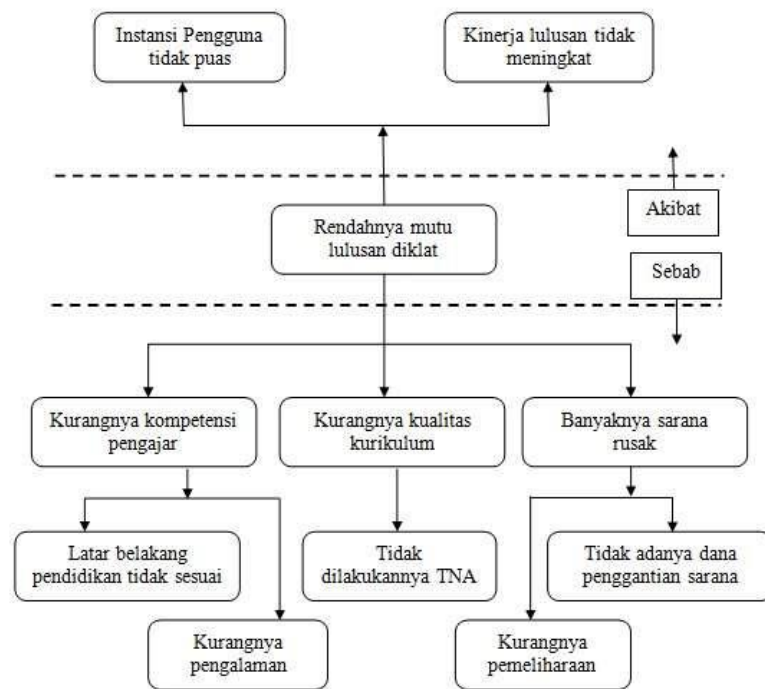 Instansi Pengguna
tidak puas
Kinerja lulusan tidak
meningkat
Akibat
Rendahnya mutu
lulusan diklat
Sebab
Kurangnya kompetensi
pengajar
Kurangnya kualitas
kurikulum
Banyaknya sarana
rusak
Latar belakang
pendidikan tidak sesuai
Tidak
dilakukannya TNA
Tidak adanya dana
penggantian sarana
Kurangnya
pengalaman
Kurangnya
pemeliharaan